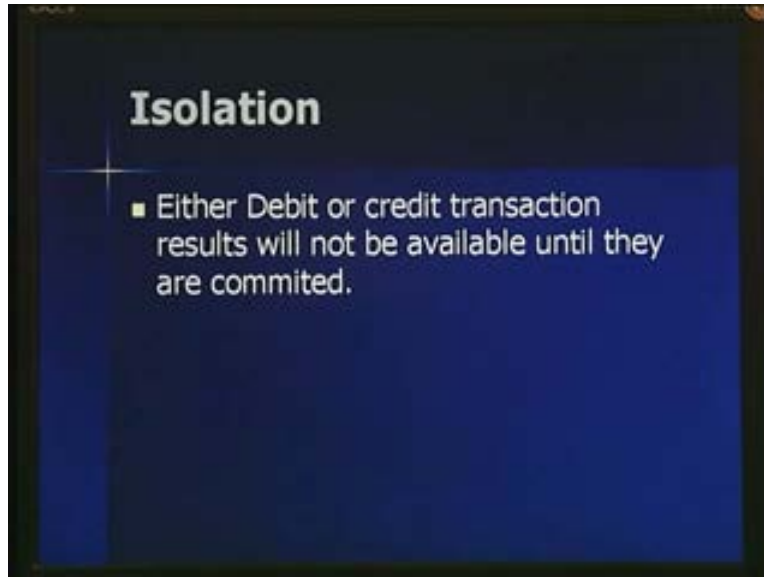 Isolation
Either Debit or credit transaction
results will not be available until they
are commited.